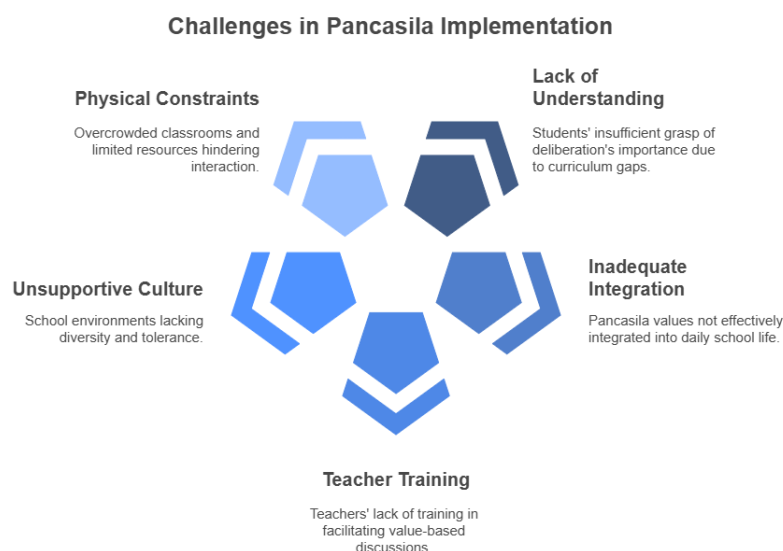 Challenges in Pancasila Implementation
Physical Constraints
Overcrowded classrooms and
limited resources hindering
interaction.
Lack of
Understanding
Students' insufficient grasp of
deliberation's importance due
to curriculum gaps.
Unsupportive Culture
School environments lacking
diversity and tolerance.
Inadequate
Integration
Pancasila values not effectively
integrated into daily school life.
Teacher Training
Teachers' lack of training in
facilitating value-based
discussions